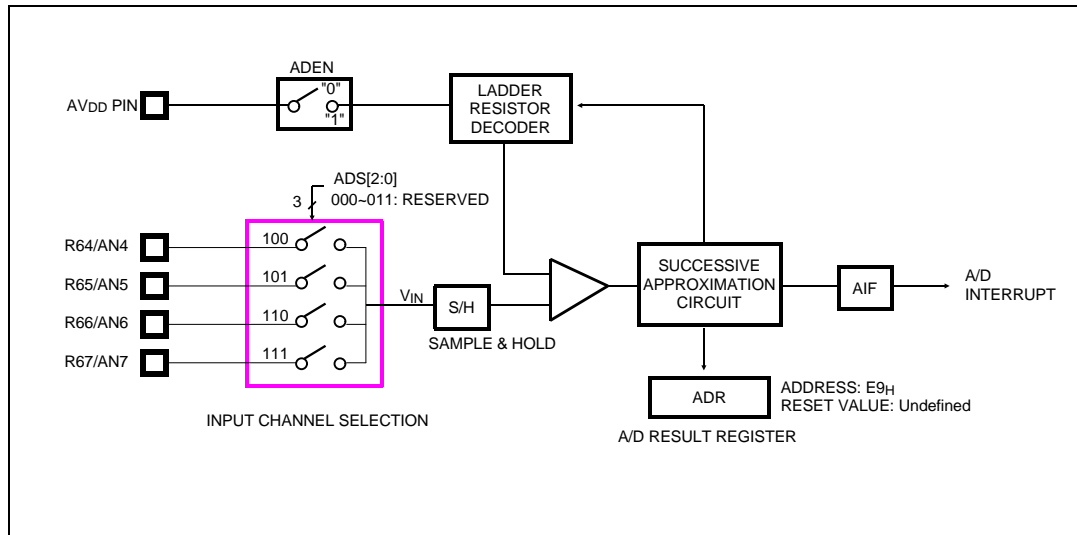 ADEN
AVDD PIN
"0"
"1"
LADDER
RESISTOR
DECODER
ADS[2:0]
3
000~011: RESERVED
R64/AN4
100
R65/AN5
101
R66/AN6
110
R67/AN7
111
VIN
S/H
SAMPLE & HOLD
SUCCESSIVE
APPROXIMATION
CIRCUIT
AIF
A/D
INTERRUPT
INPUT CHANNEL SELECTION
ADR
ADDRESS: E9H
RESET VALUE: Undefined
A/D RESULT REGISTER